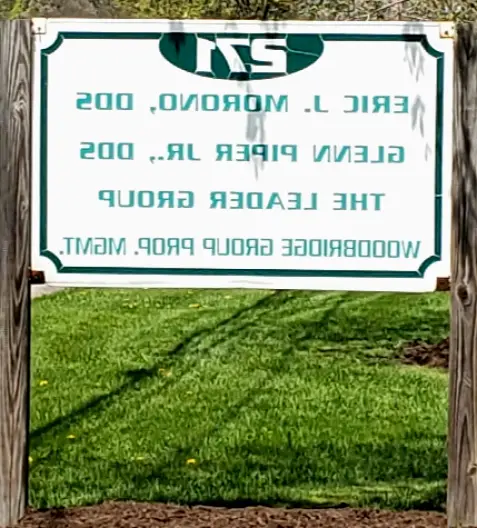 271
ERIC J. MORONO, DDS
GLENN PIPER JR., DDS
THE LEADER GROUP
WOODBRIDGE GROUP PROP. MGMT.